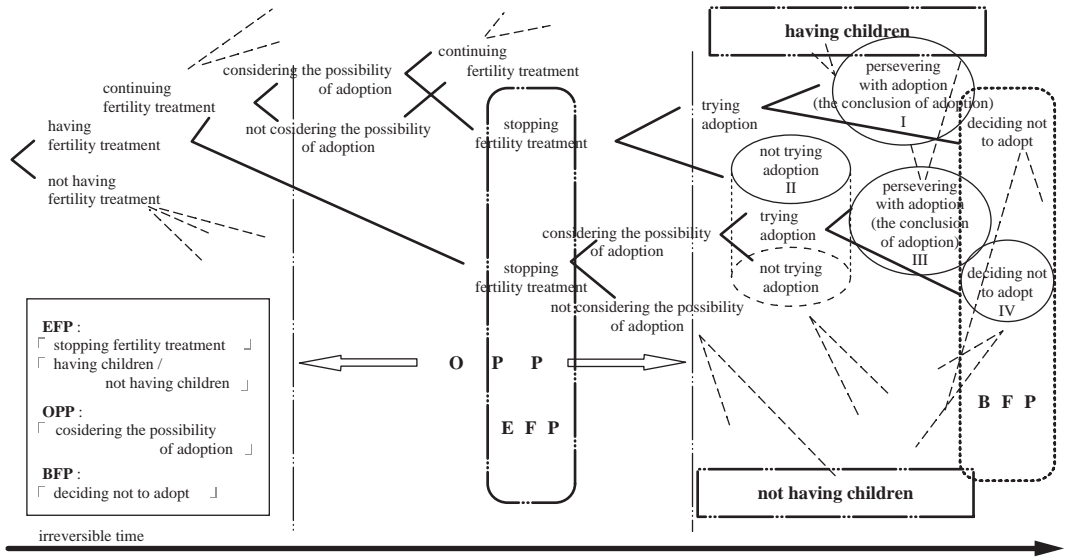 having children
continuing
fertility treatment
considering the possibility
of adoption
continuing
fertility treatment
not cosidering the possibility
of adoption
having
fertility treatment
not having
fertility treatment
stopping
fertility treatment
trying
adoption
persevering
with adoption
(the conclusion of adoption)
I
deciding not
to adopt
not trying
adoption
II
persevering
with adoption
(the conclusion
of adoption)
III
considering the possibility
of adoption
trying
adoption
stopping
fertility treatment
not trying
adoption
deciding not
to adopt
IV
not considering the possibility
of adoption
EFP :
「 stopping fertility treatment 」
「 having children /
not having children 」
OPP :
「 cosidering the possibility
of adoption 」
BFP :
「 deciding not to adopt 」
O P P
E F P
B F P
not having children
irreversible time